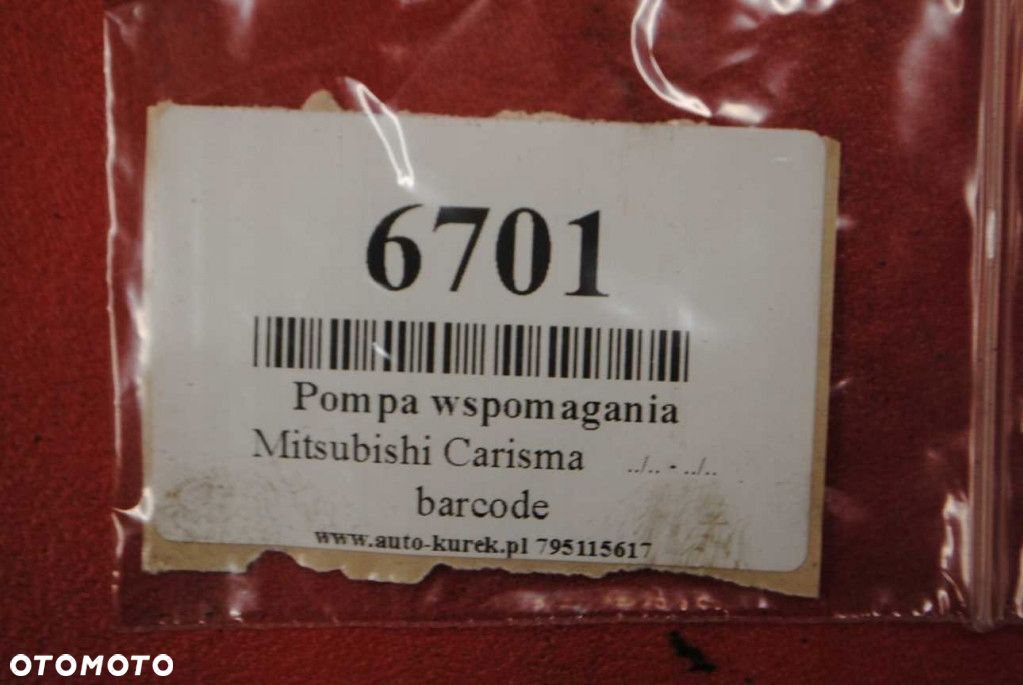 6701
Pompa wspomagania
Mitsubishi Carisma ../.. - ../..
barcode
www.auto-kurek.pl 795115617
OTOMOTO